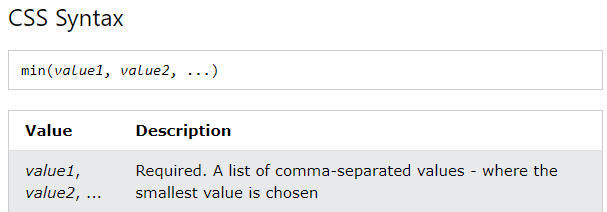 CSS Syntax
min(value1, value2, ...)
Value Description
value1, Required. A list of comma-separated values - where the
value2, ... smallest value is chosen